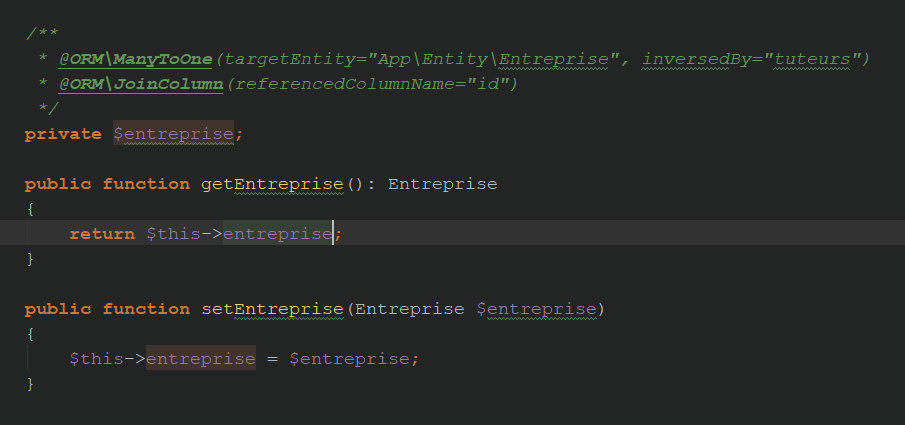 /**
 * @ORM\ManyToOne(targetEntity="App\Entity\Entreprise", inversedBy="tuteurs")
 * @ORM\JoinColumn(referencedColumnName="id")
 */
private $entreprise;
public function getEntreprise(): Entreprise
{
return $this->entreprise;
}
public function setEntreprise(Entreprise $entreprise)
{
$this->entreprise = $entreprise;
}